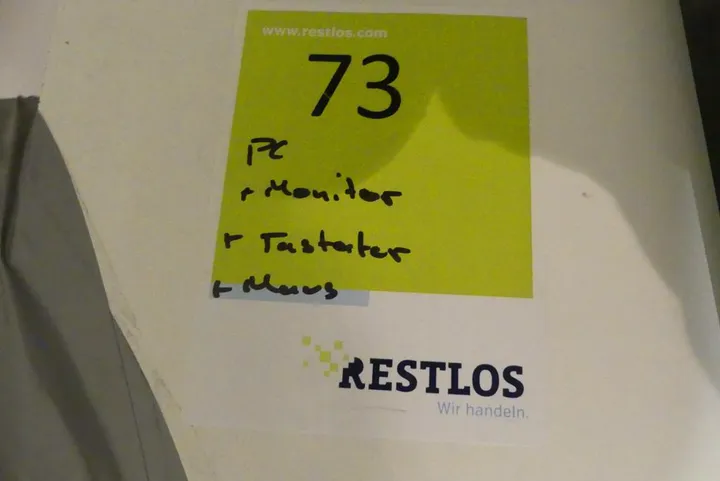 www.restlos.com
73
PC
+ Monitor
+ Tastatur
+ Maus
RESTLOS
Wir handeln.